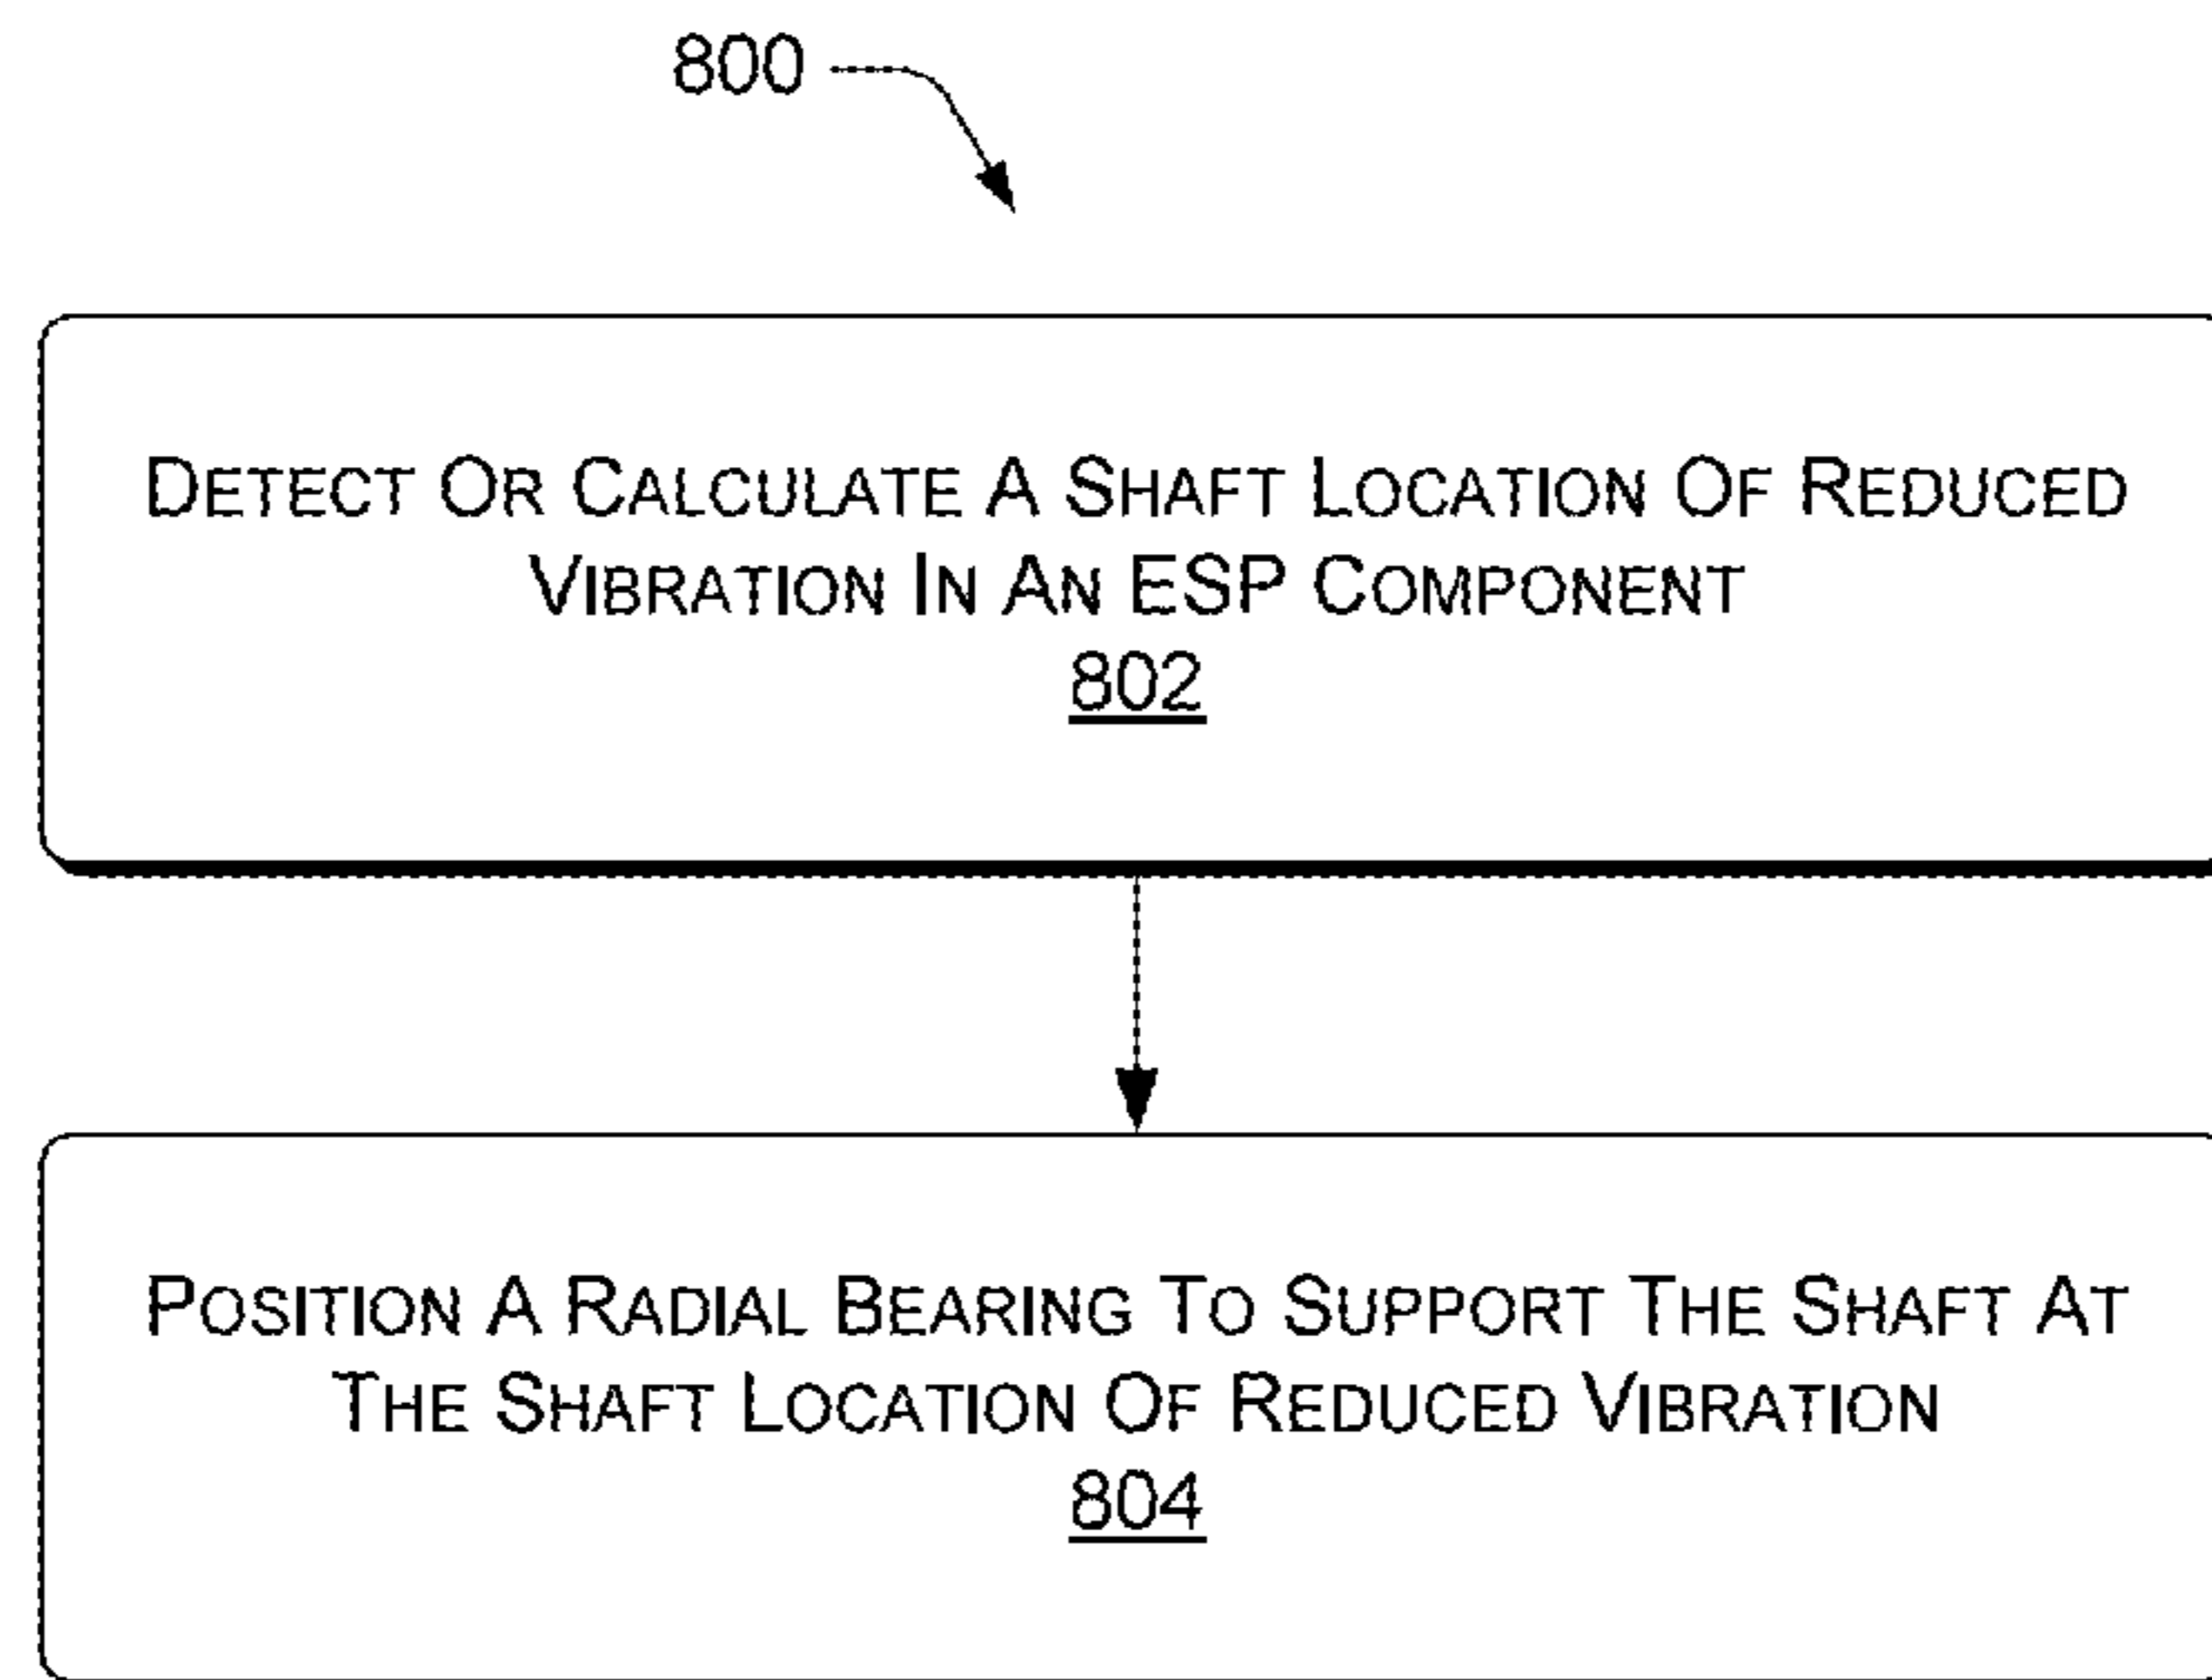 800
DETECT OR CALCULATE A SHAFT LOCATION OF REDUCED
VIBRATION IN AN ESP COMPONENT
802
POSITION A RADIAL BEARING TO SUPPORT THE SHAFT AT
THE SHAFT LOCATION OF REDUCED VIBRATION
804